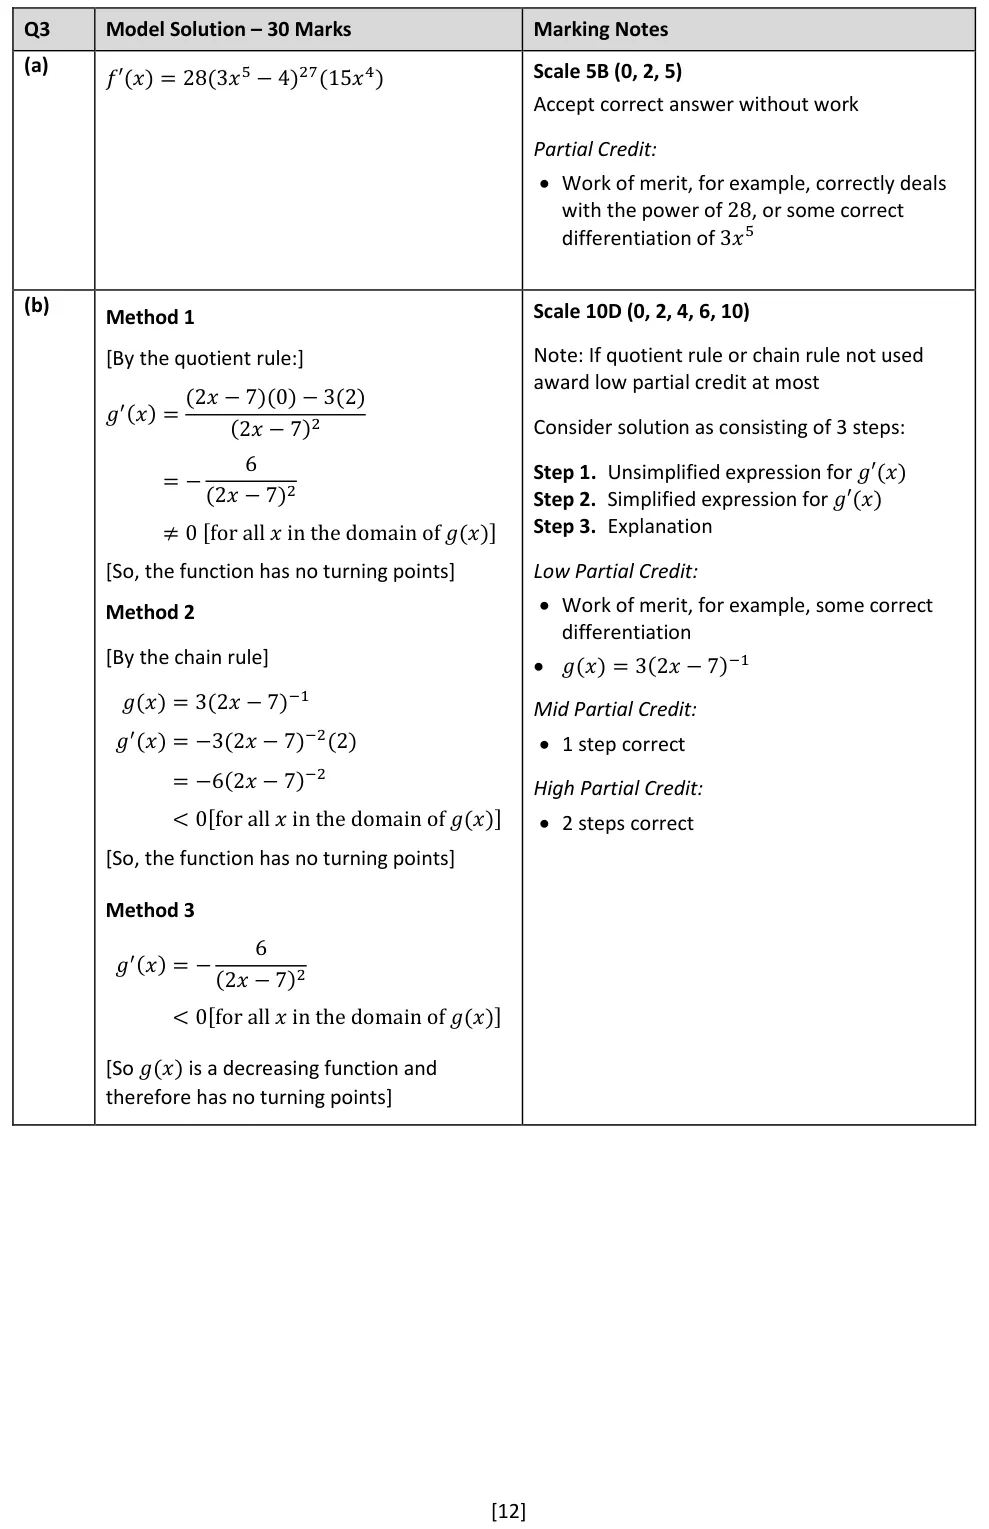 Q3 Model Solution – 30 Marks Marking Notes
(a)
f′(x) = 28(3x⁵ − 4)²⁷(15x⁴)
Scale 5B (0, 2, 5)
Accept correct answer without work
Partial Credit:
• Work of merit, for example, correctly deals
with the power of 28, or some correct
differentiation of 3x⁵
(b)
Method 1
[By the quotient rule:]
g′(x) = (2x − 7)(0) − 3(2) / (2x − 7)²
= − 6 / (2x − 7)²
≠ 0 [for all x in the domain of g(x)]
[So, the function has no turning points]
Method 2
[By the chain rule]
g(x) = 3(2x − 7)⁻¹
g′(x) = −3(2x − 7)⁻²(2)
= −6(2x − 7)⁻²
< 0[for all x in the domain of g(x)]
[So, the function has no turning points]
Method 3
g′(x) = − 6 / (2x − 7)²
< 0[for all x in the domain of g(x)]
[So g(x) is a decreasing function and
therefore has no turning points]
Scale 10D (0, 2, 4, 6, 10)
Note: If quotient rule or chain rule not used
award low partial credit at most
Consider solution as consisting of 3 steps:
Step 1. Unsimplified expression for g′(x)
Step 2. Simplified expression for g′(x)
Step 3. Explanation
Low Partial Credit:
• Work of merit, for example, some correct
differentiation
• g(x) = 3(2x − 7)⁻¹
Mid Partial Credit:
• 1 step correct
High Partial Credit:
• 2 steps correct
[12]